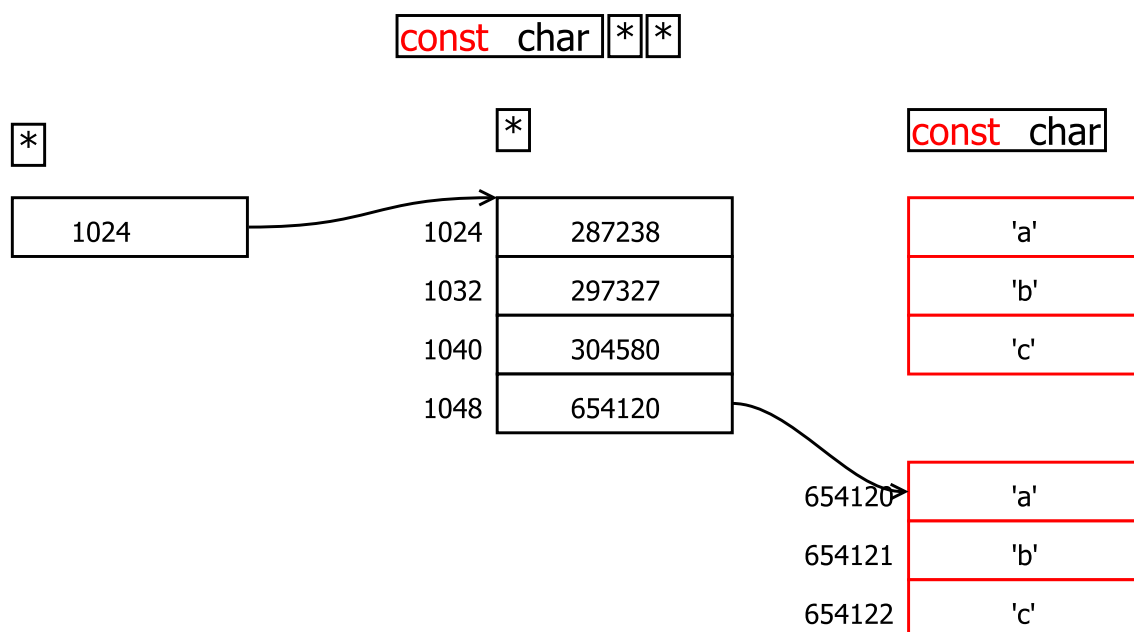 const char * *
*
*
const char
1024
1024 287238
'a'
1032 297327
'b'
1040 304580
'c'
1048 654120
654120 'a'
654121 'b'
654122 'c'